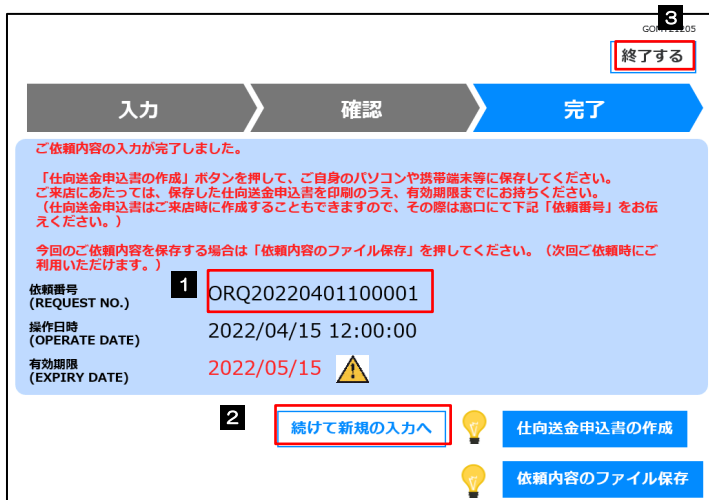 3
終了する
入力
確認
完了
ご依頼内容の入力が完了しました。
「仕向送金申込書の作成」ボタンを押して、ご自身のパソコンや携帯端末等に保存してください。
ご来店にあたっては、保存した仕向送金申込書を印刷のうえ、有効期限までにお持ちください。
（仕向送金申込書はご来店時に作成することもできますので、その際は窓口にて下記「依頼番号」をお伝
えください。）
今回のご依頼内容を保存する場合は「依頼内容のファイル保存」を押してください。（次回ご依頼時にご
利用いただけます。）
依頼番号
(REQUEST NO.)
1
ORQ20220401100001
操作日時
(OPERATE DATE)
2022/04/15 12:00:00
有効期限
(EXPIRY DATE)
2022/05/15
2
続けて新規の入力へ
仕向送金申込書の作成
依頼内容のファイル保存